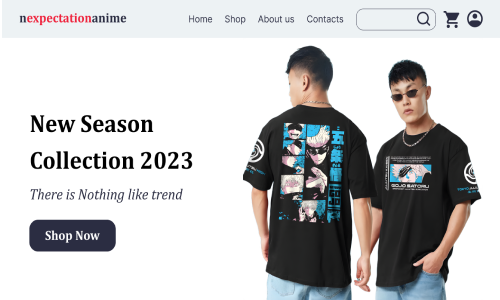 nexpectationanime
Home Shop About us Contacts
New Season
Collection 2023
There is Nothing like trend
Shop Now
GOJO SATORU